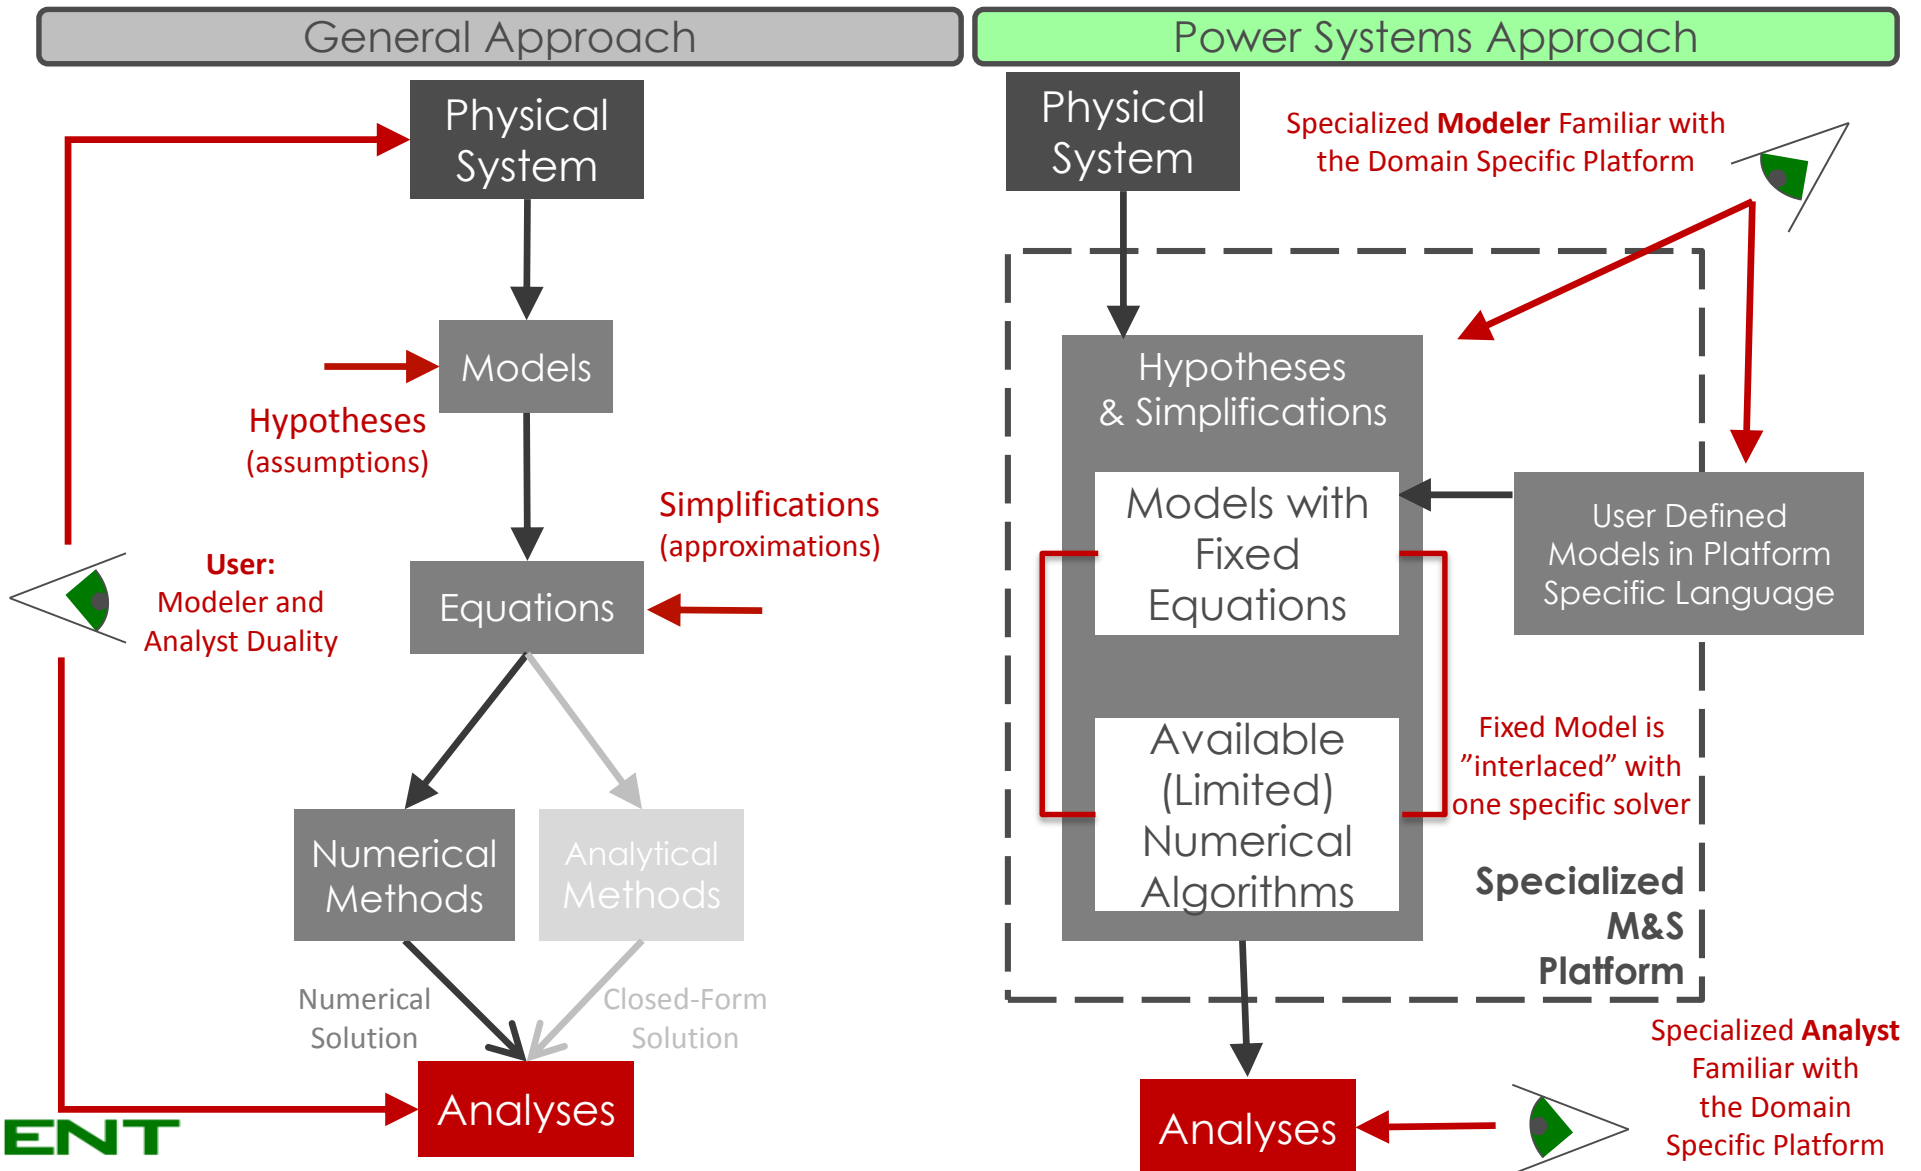 General Approach
Physical
System
Models
Hypotheses
(assumptions)
Simplifications
(approximations)
User:
Modeler and
Analyst Duality
Equations
Numerical
Methods
Analytical
Methods
Numerical
Solution
Closed-Form
Solution
Analyses
ENT
Power Systems Approach
Physical
System
Specialized Modeler Familiar with
the Domain Specific Platform
Hypotheses
& Simplifications
Models with
Fixed
Equations
User Defined
Models in Platform
Specific Language
Available
(Limited)
Numerical
Algorithms
Fixed Model is
”interlaced” with
one specific solver
Specialized
M&S
Platform
Analyses
Specialized Analyst
Familiar with
the Domain
Specific Platform